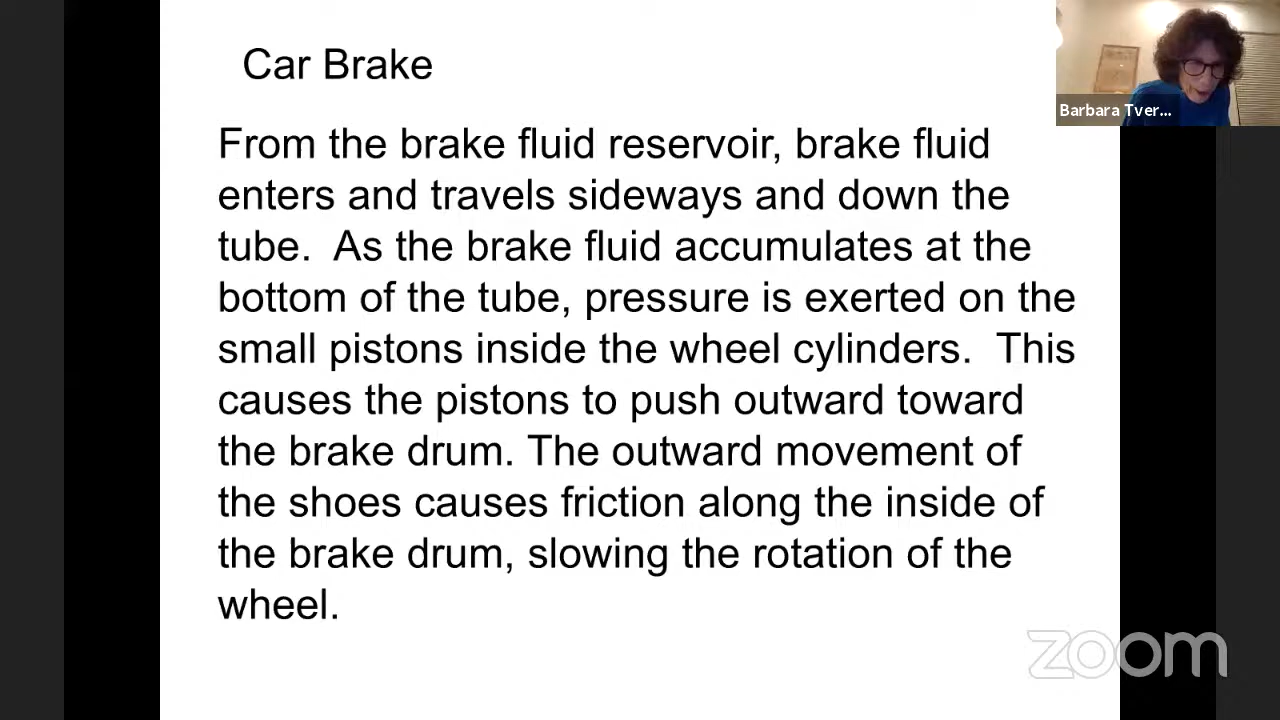 Car Brake
Barbara Tver...
From the brake fluid reservoir, brake fluid
enters and travels sideways and down the
tube.  As the brake fluid accumulates at the
bottom of the tube, pressure is exerted on the
small pistons inside the wheel cylinders.  This
causes the pistons to push outward toward
the brake drum. The outward movement of
the shoes causes friction along the inside of
the brake drum, slowing the rotation of the
wheel.
zoom